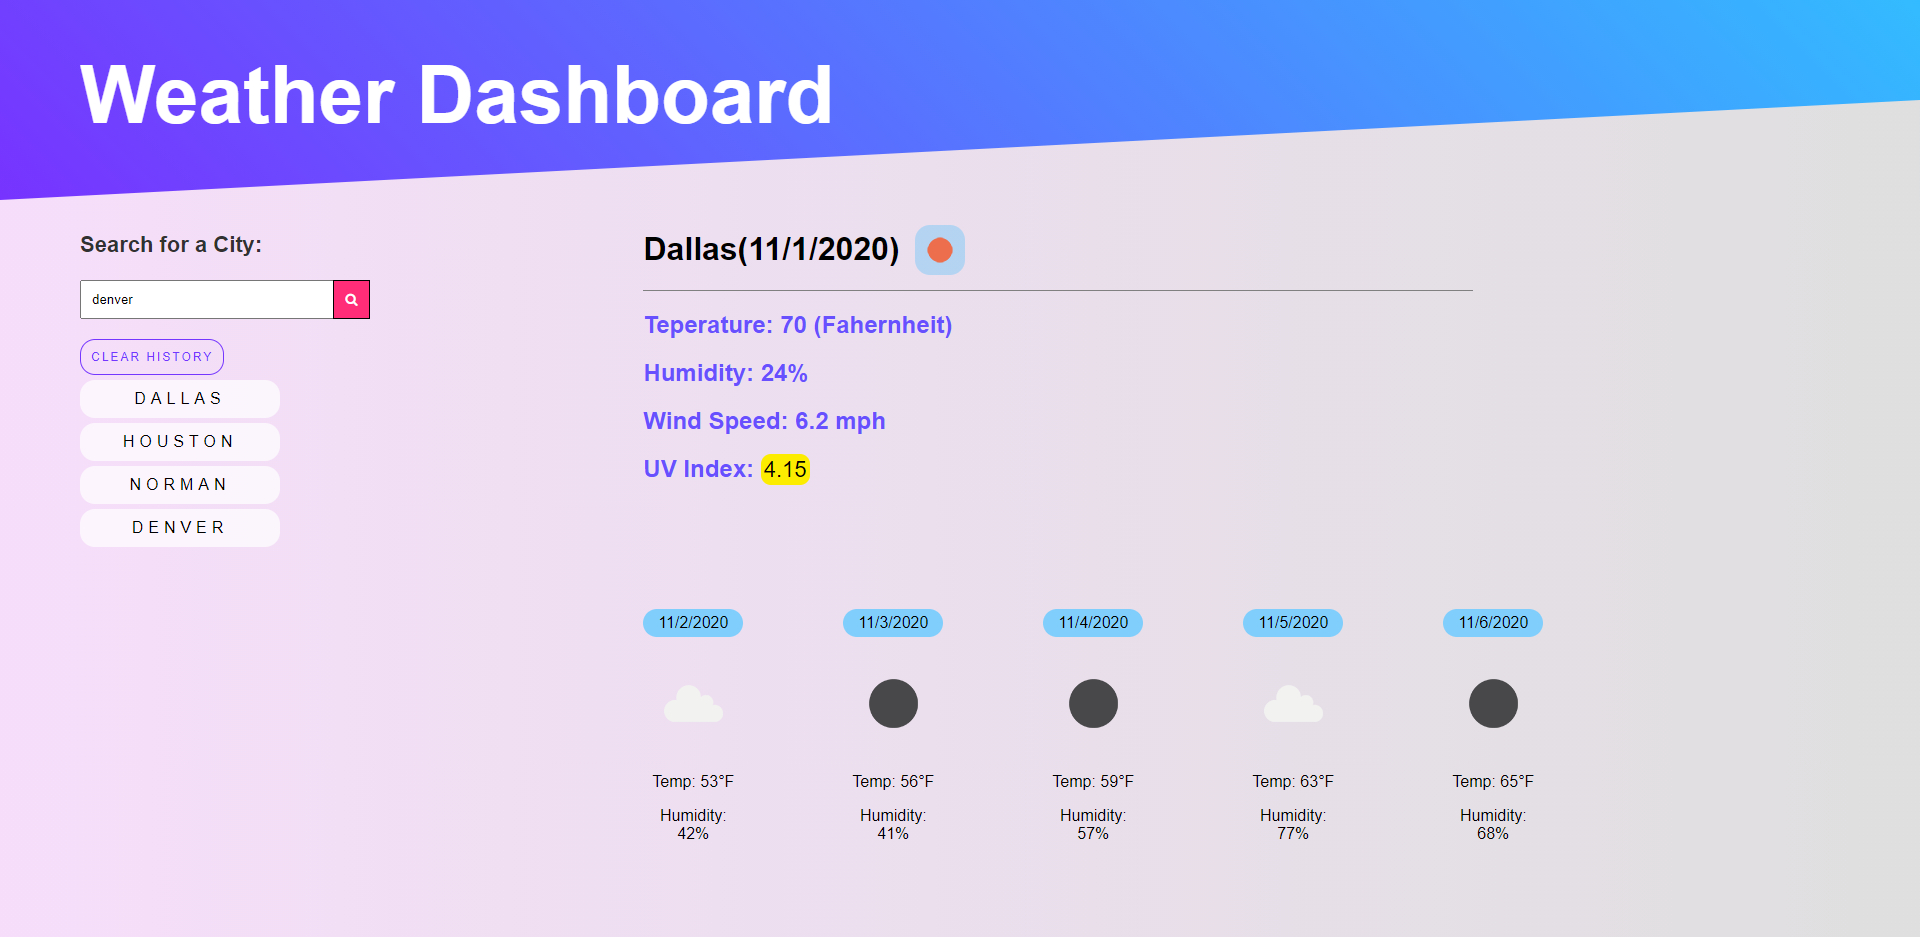 Weather Dashboard
Search for a City:
denver
CLEAR HISTORY
DALLAS
HOUSTON
NORMAN
DENVER
Dallas(11/1/2020)
Teperature: 70 (Fahernheit)
Humidity: 24%
Wind Speed: 6.2 mph
UV Index: 4.15
11/2/2020
Temp: 53°F
Humidity:
42%
11/3/2020
Temp: 56°F
Humidity:
41%
11/4/2020
Temp: 59°F
Humidity:
57%
11/5/2020
Temp: 63°F
Humidity:
77%
11/6/2020
Temp: 65°F
Humidity:
68%